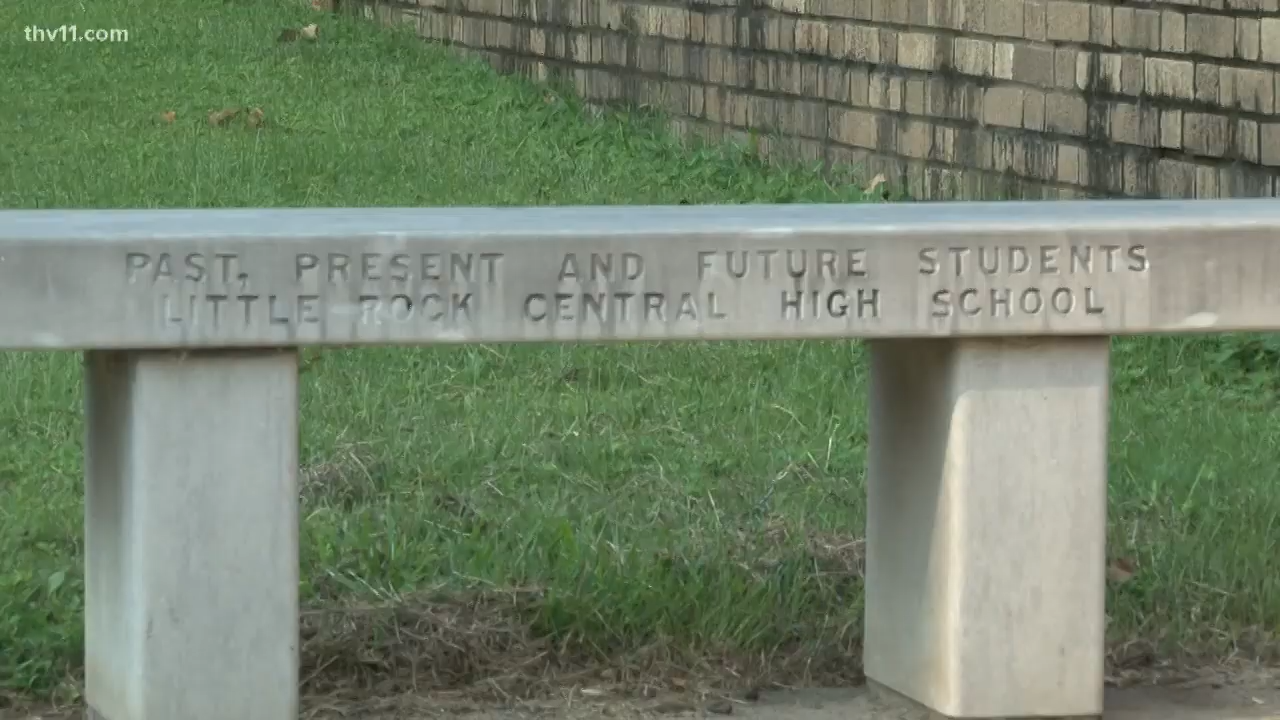 thv11.com
PAST, PRESENT AND FUTURE STUDENTS
LITTLE ROCK CENTRAL HIGH SCHOOL